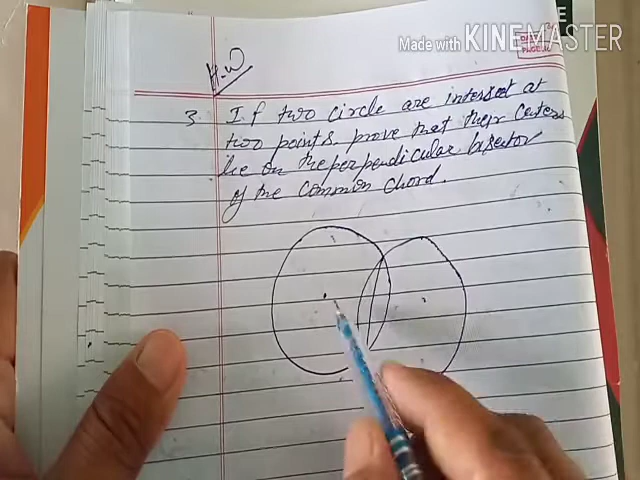 Made with KINEMASTER
H.W
3 If two circle are intersect at
two points. prove that their centers
lie on the perpendicular bisector
of the common chord.